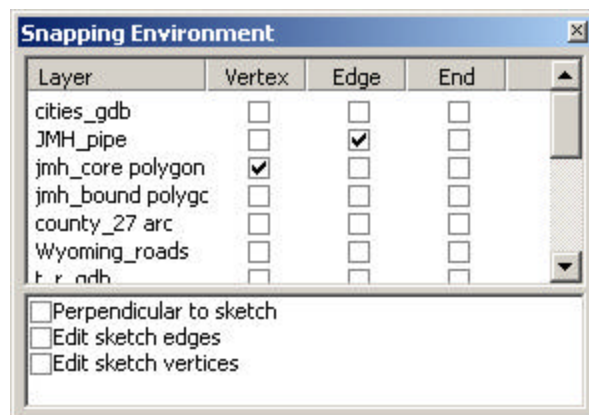 Snapping Environment
Layer Vertex Edge End
cities_gdb
JMH_pipe
jmh_core polygon
jmh_bound polygc
county_27 arc
Wyoming_roads
t_r_gdb
Perpendicular to sketch
Edit sketch edges
Edit sketch vertices